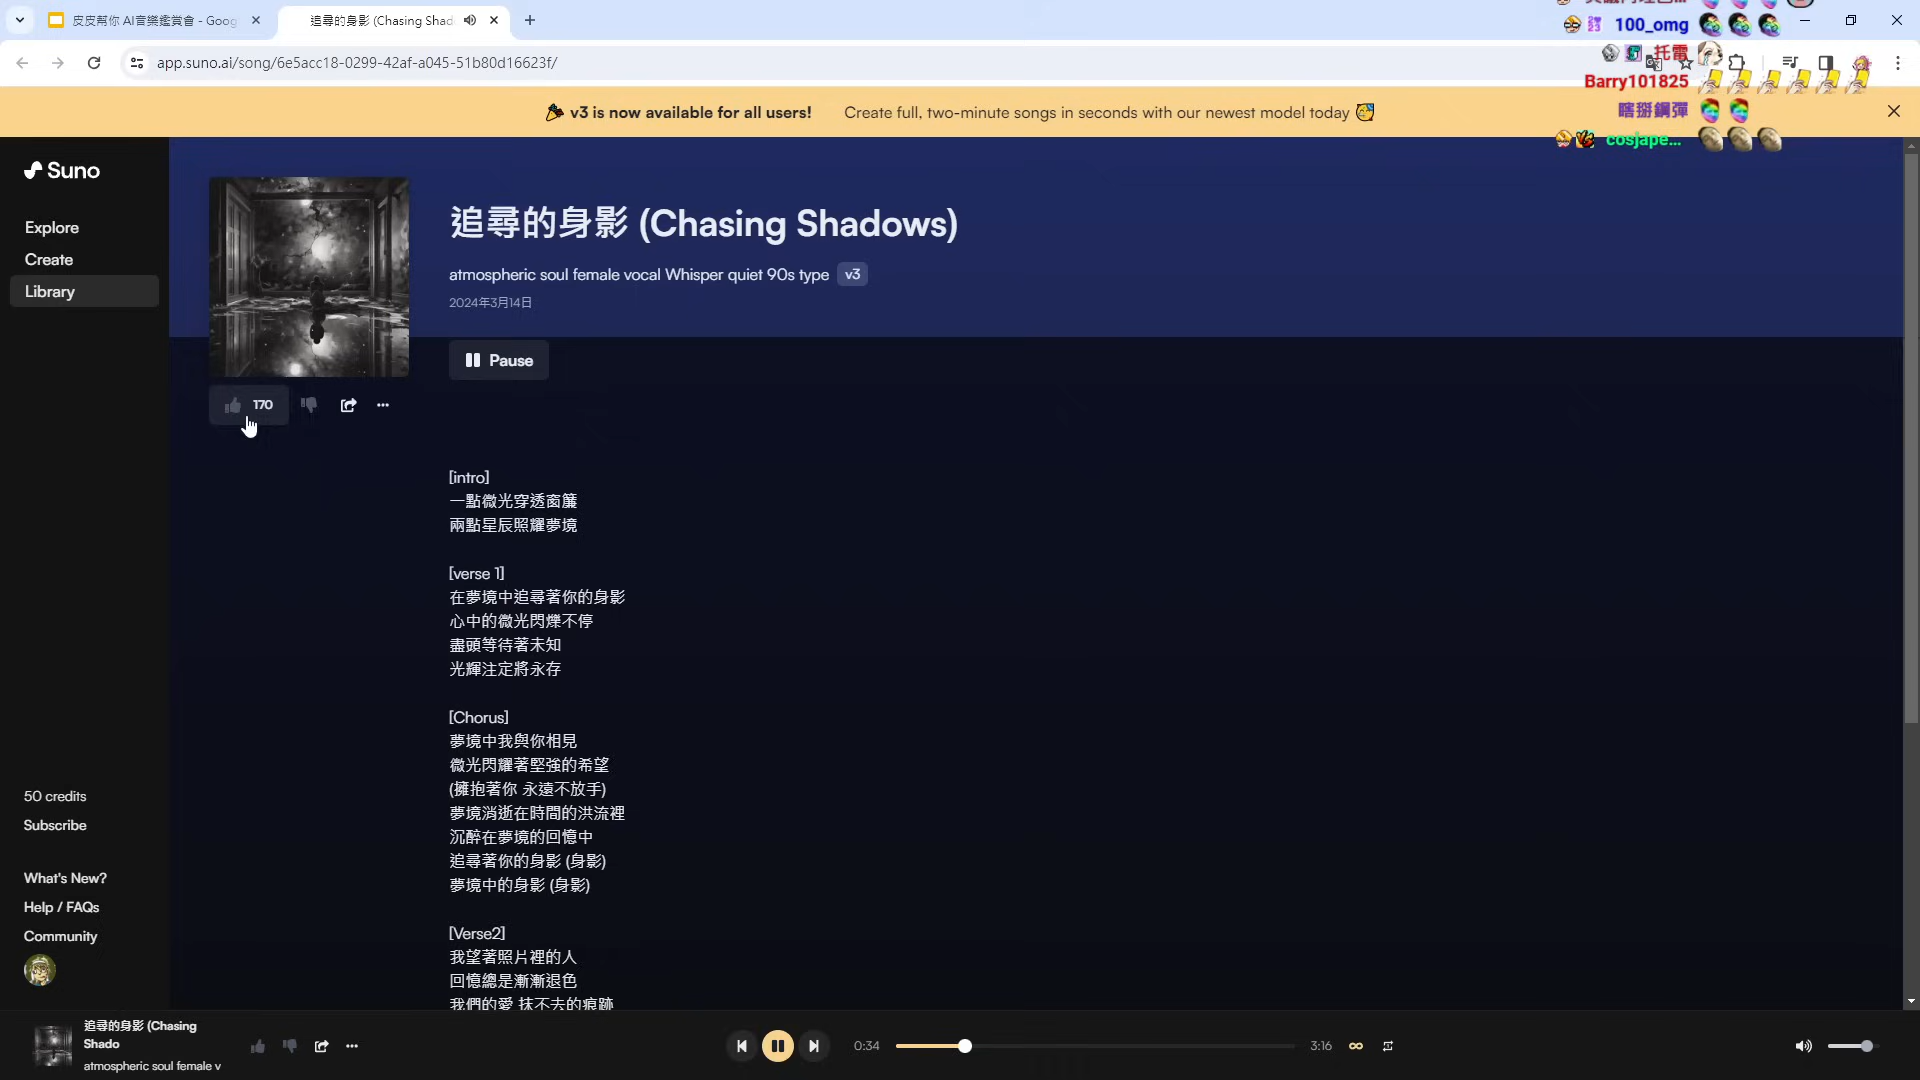 皮皮幫你 AI音樂鑑賞會 - Goog
追尋的身影 (Chasing Shad
100_omg
app.suno.ai/song/6e5acc18-0299-42af-a045-51b80d16623f/
托雷
Barry101825
v3 is now available for all users! Create full, two-minute songs in seconds with our newest model today
瞎掰鋼彈
cosjape...
Suno
Explore
Create
Library
追尋的身影 (Chasing Shadows)
atmospheric soul female vocal Whisper quiet 90s type v3
2024年3月14日
Pause
170
[intro]
一點微光穿透窗簾
兩點星辰照耀夢境
[verse 1]
在夢境中追尋著你的身影
心中的微光閃爍不停
盡頭等待著未知
光輝注定將永存
[Chorus]
夢境中我與你相見
微光閃耀著堅強的希望
(擁抱著你 永遠不放手)
夢境消逝在時間的洪流裡
沉醉在夢境的回憶中
追尋著你的身影 (身影)
夢境中的身影 (身影)
[Verse2]
我望著照片裡的人
回憶總是漸漸退色
我們的愛 抹不去的痕跡
50 credits
Subscribe
What's New?
Help / FAQs
Community
追尋的身影 (Chasing
Shado
atmospheric soul female v
0:34
3:16